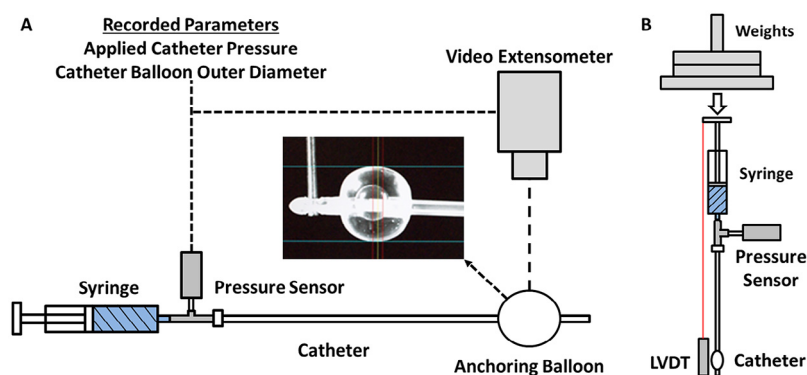 A
Recorded Parameters
Applied Catheter Pressure
Catheter Balloon Outer Diameter
Video Extensometer
Syringe
Pressure Sensor
Catheter
Anchoring Balloon
B
Weights
Syringe
Pressure
Sensor
LVDT
Catheter